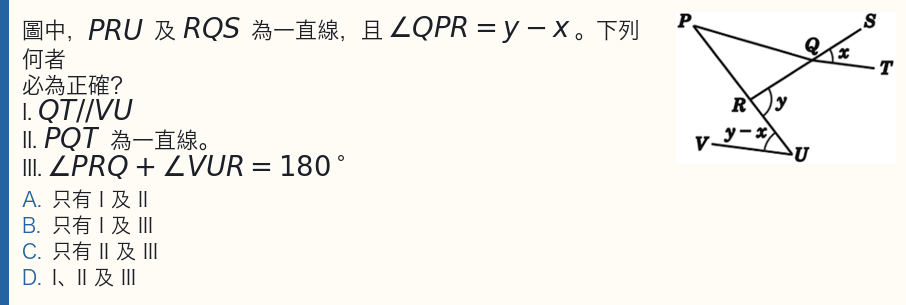 圖中，PRU 及 RQS 為一直線，且 ∠QPR = y − x。下列
何者
必為正確?
I. QT//VU
II. PQT 為一直線。
III. ∠PRQ + ∠VUR = 180°
A. 只有 I 及 II
B. 只有 I 及 III
C. 只有 II 及 III
D. I、II 及 III
P
S
Q
x
T
R
y
V
y − x
U